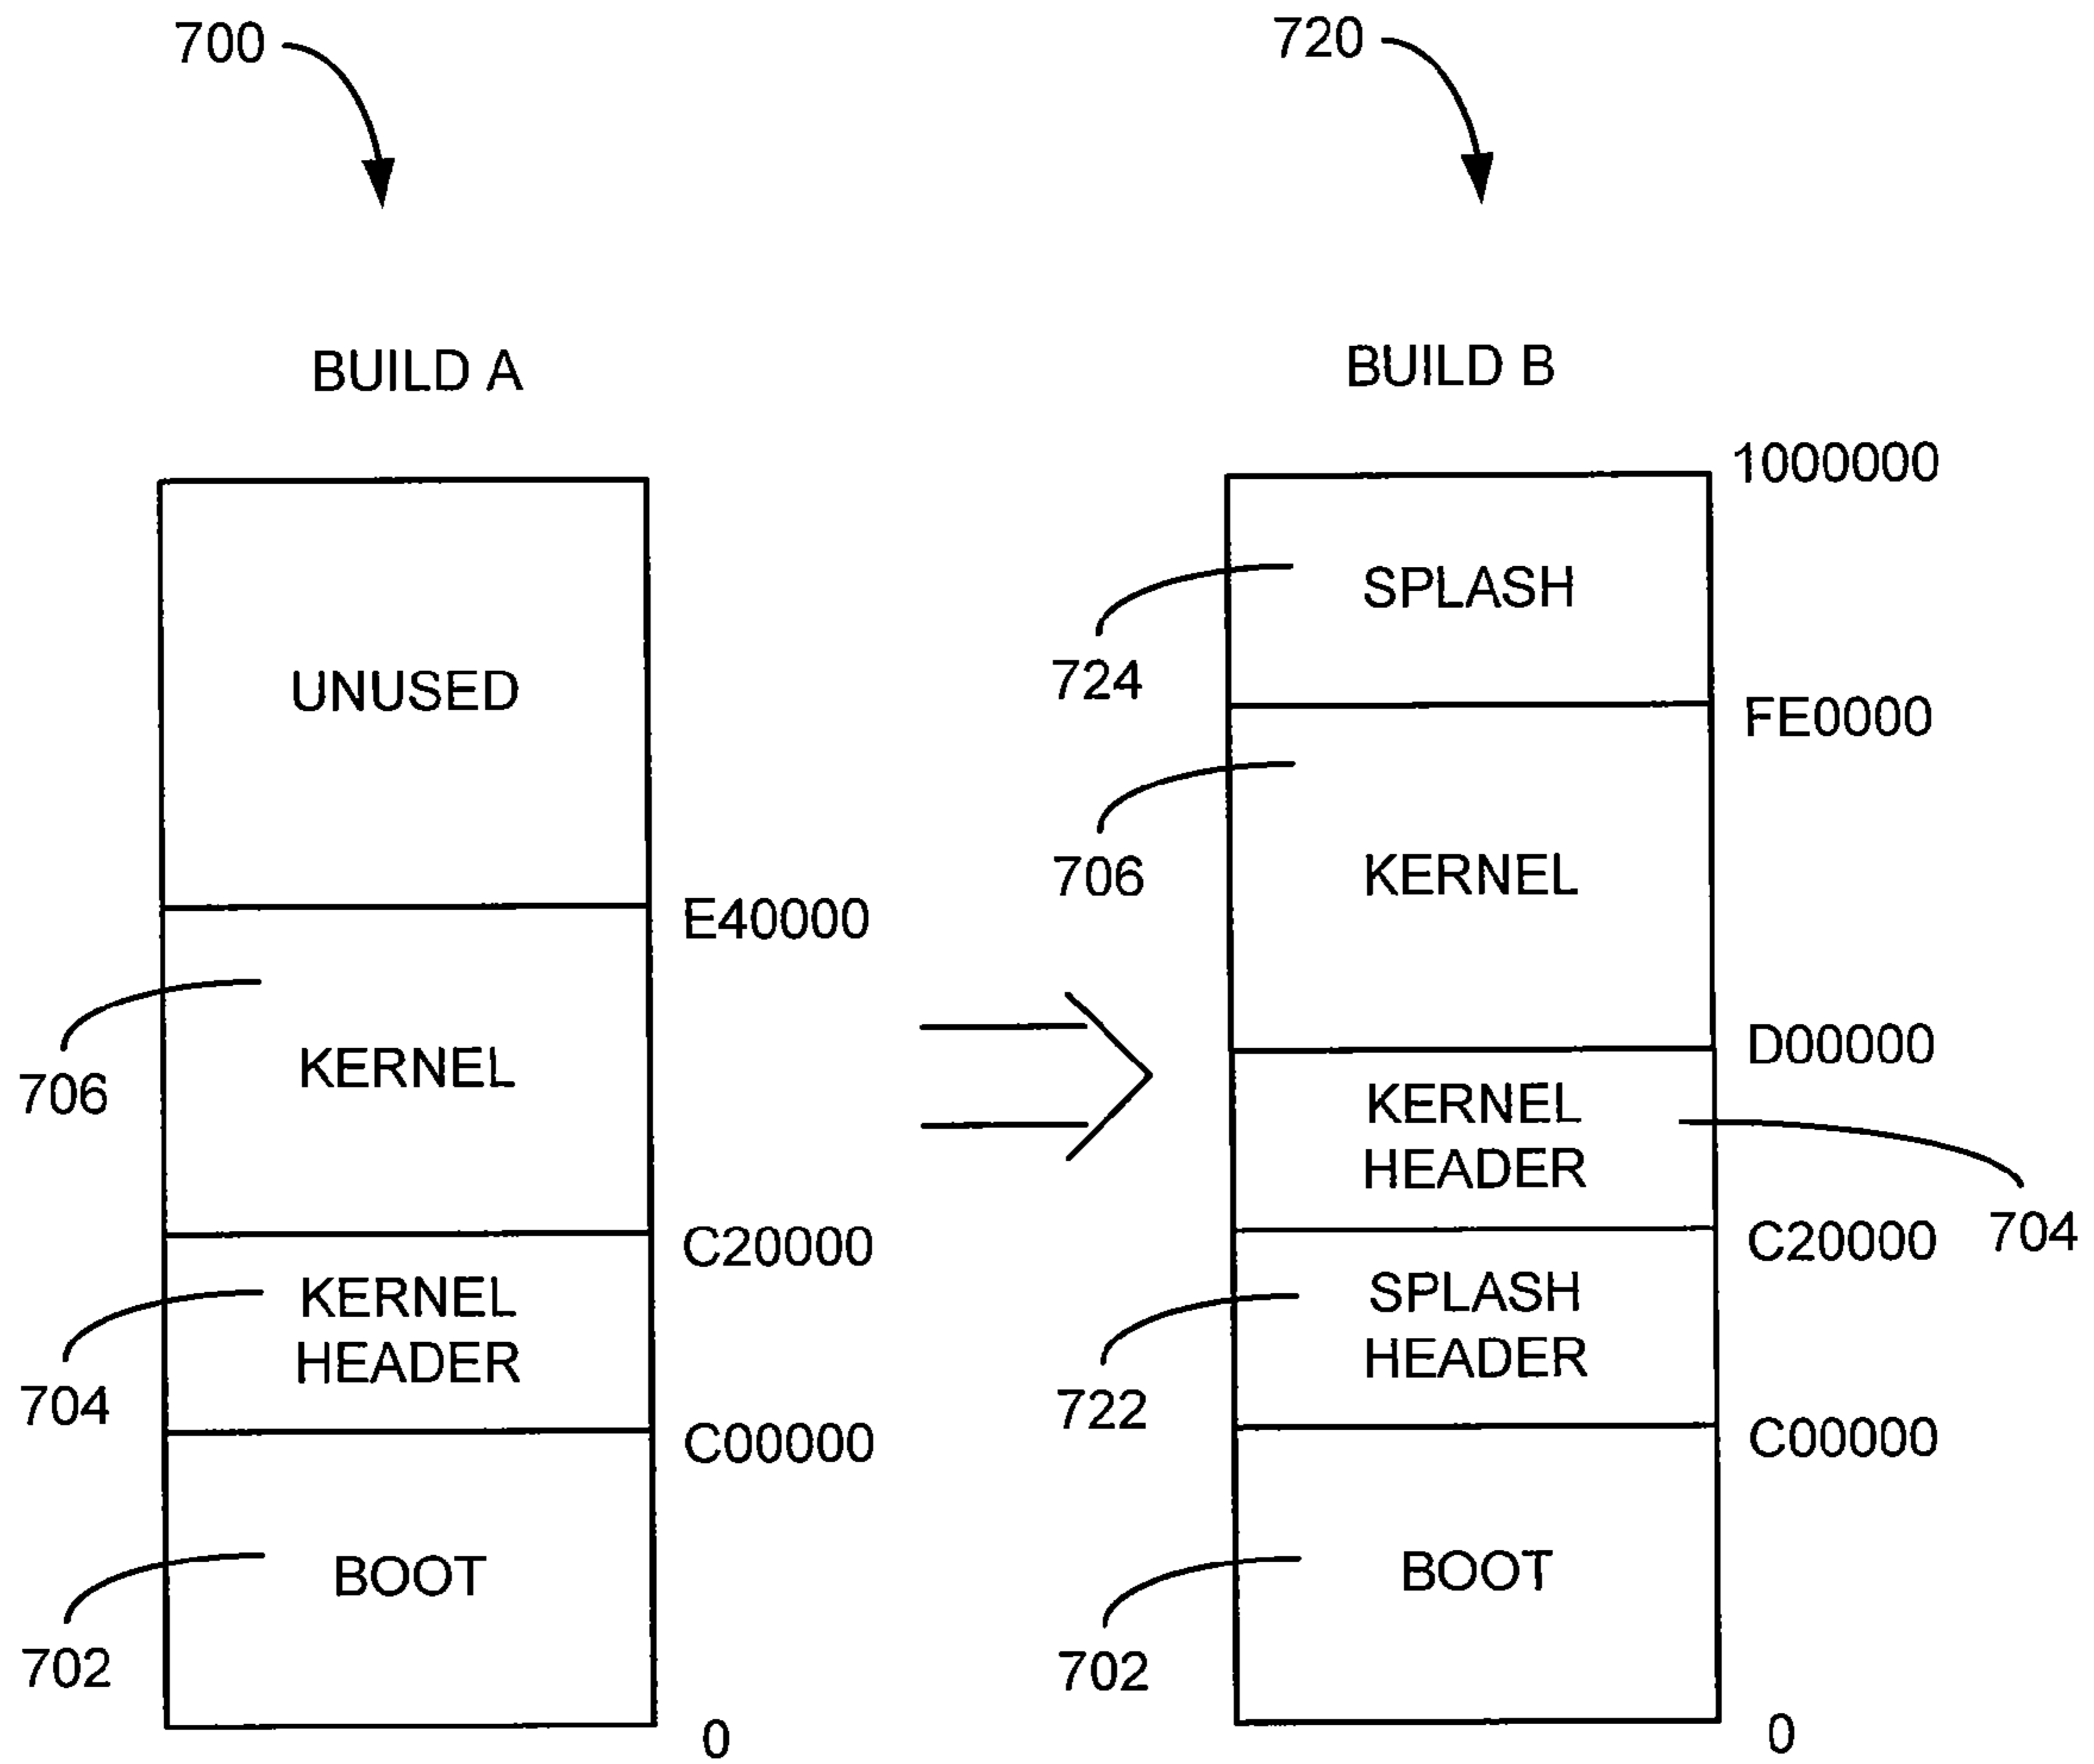 700
BUILD A
UNUSED
E40000
706
KERNEL
C20000
KERNEL
HEADER
704
C00000
BOOT
702
0
720
BUILD B
1000000
SPLASH
724
FE0000
706
KERNEL
D00000
KERNEL
HEADER
704
C20000
SPLASH
HEADER
722
C00000
BOOT
702
0